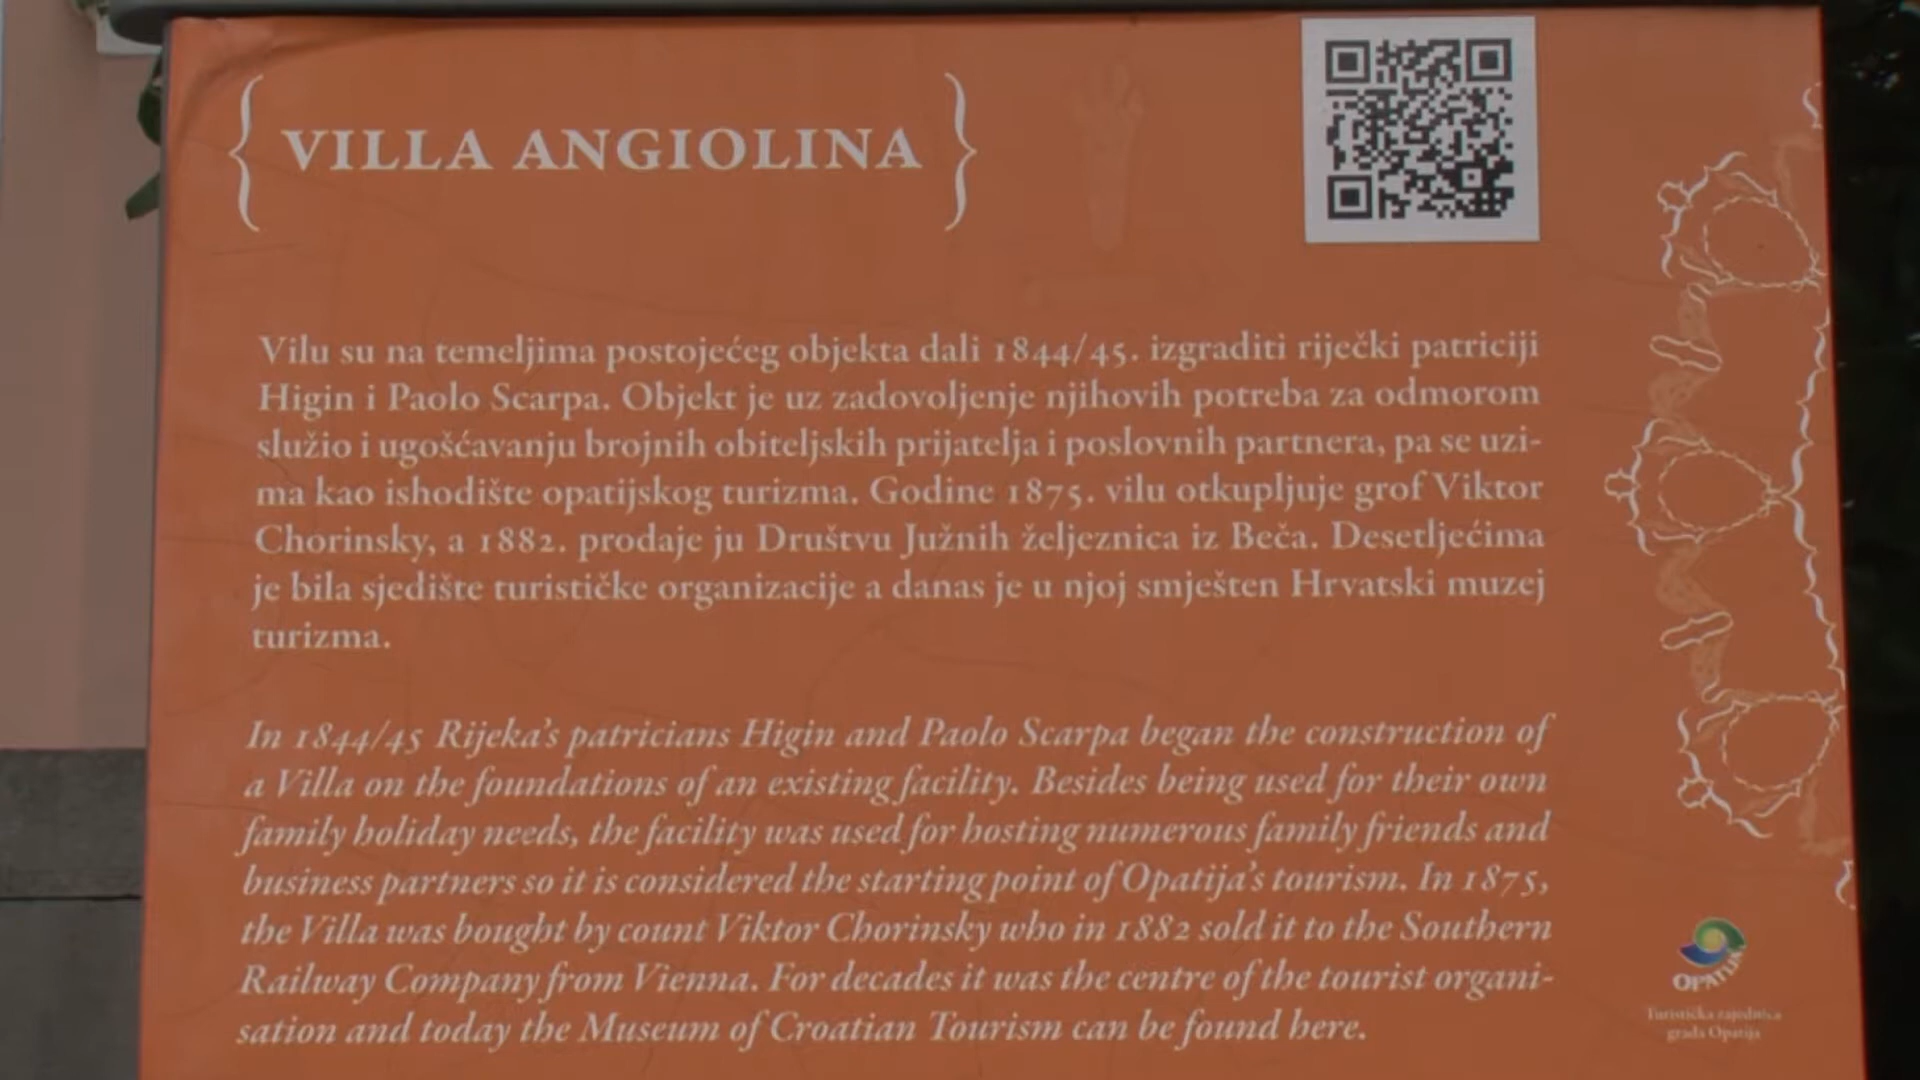 { VILLA ANGIOLINA }
Vilu su na temeljima postojećeg objekta dali 1844/45. izgraditi riječki patriciji
Higin i Paolo Scarpa. Objekt je uz zadovoljenje njihovih potreba za odmorom
služio i ugošćavanju brojnih obiteljskih prijatelja i poslovnih partnera, pa se uzi-
ma kao ishodište opatijskog turizma. Godine 1875. vilu otkupljuje grof Viktor
Chorinsky, a 1882. prodaje ju Društvu Južnih željeznica iz Beča. Desetljećima
je bila sjedište turističke organizacije a danas je u njoj smješten Hrvatski muzej
turizma.
In 1844/45 Rijeka's patricians Higin and Paolo Scarpa began the construction of
a Villa on the foundations of an existing facility. Besides being used for their own
family holiday needs, the facility was used for hosting numerous family friends and
business partners so it is considered the starting point of Opatija's tourism. In 1875,
the Villa was bought by count Viktor Chorinsky who in 1882 sold it to the Southern
Railway Company from Vienna. For decades it was the centre of the tourist organi-
sation and today the Museum of Croatian Tourism can be found here.
OPATIJA
Turistička zajednica
grada Opatija